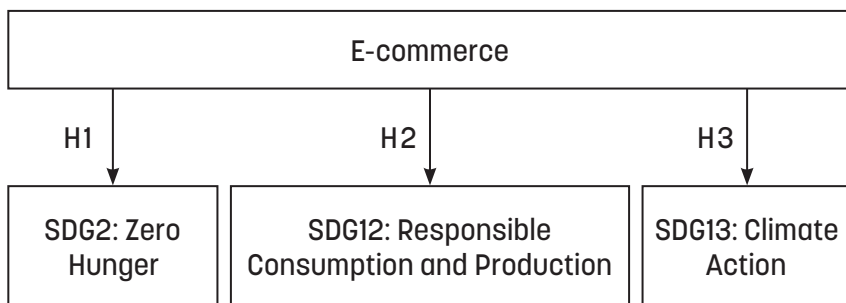 E-commerce
H1
H2
H3
SDG2: Zero
Hunger
SDG12: Responsible
Consumption and Production
SDG13: Climate
Action